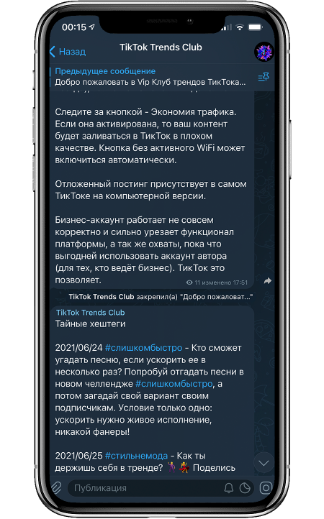 00:15
Назад
TikTok Trends Club
Предыдущее сообщение
Добро пожаловать в Vip Клуб трендов ТикТока...
Следите за кнопкой - Экономия трафика.
Если она активирована, то ваш контент
будет заливаться в ТикТок в плохом
качестве. Кнопка без активного WiFi может
включиться автоматически.
Отложенный постинг присутствует в самом
ТикТоке на компьютерной версии.
Бизнес-аккаунт работает не совсем
корректно и сильно урезает функционал
платформы, а так же охваты, пока что
выгодней использовать аккаунт автора
(для тех, кто ведёт бизнес). ТикТок это
позволяет.
11 изменено 17:51
TikTok Trends Club закрепил(а) "Добро пожаловат..."
TikTok Trends Club
Тайные хештеги
2021/06/24 #слишкомбыстро - Кто сможет
угадать песню, если ускорить ее в
несколько раз? Попробуй отгадать песни в
новом челлендже #слишкомбыстро, а
потом загадай свой вариант своим
подписчикам. Условие только одно:
ускорить нужно живое исполнение,
никакой фанеры!
2021/06/25 #стильнемода - Как ты
держишь себя в тренде? 💃🕺 Поделись
Публикация